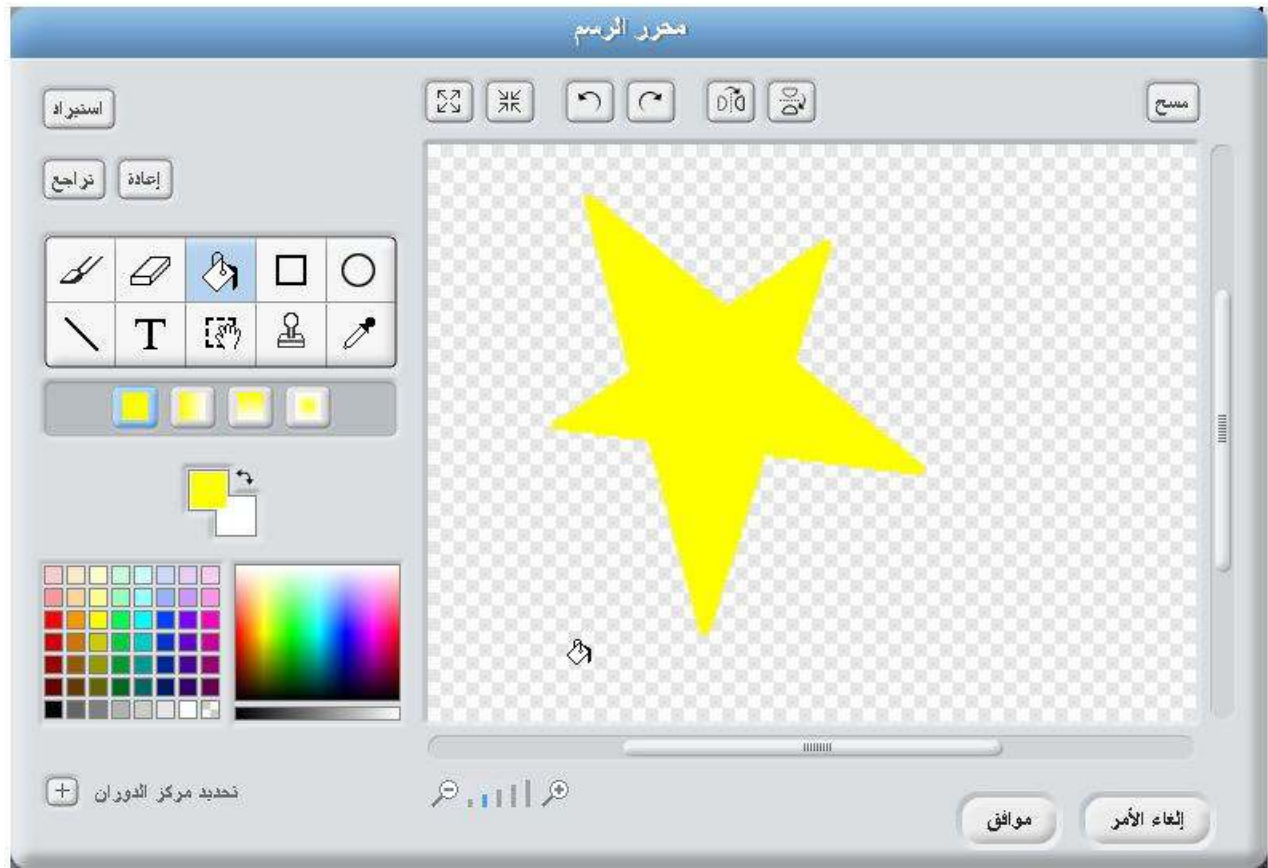 محرر الرسم
استيراد
مسح
تراجع
إعادة
T
تحديد مركز الدوران
موافق
إلغاء الأمر